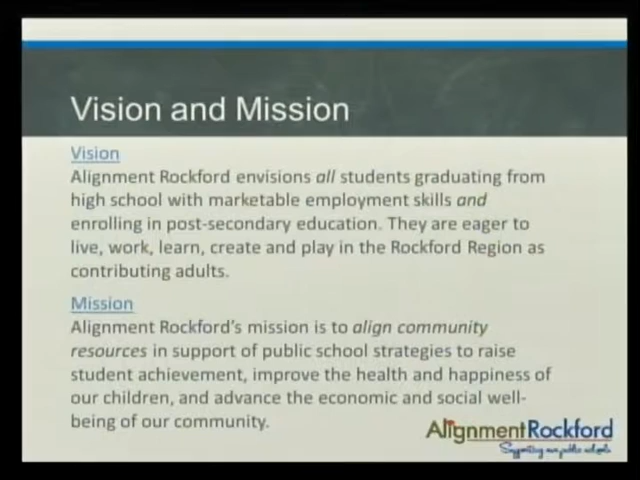 Vision and Mission
Vision
Alignment Rockford envisions all students graduating from
high school with marketable employment skills and
enrolling in post-secondary education. They are eager to
live, work, learn, create and play in the Rockford Region as
contributing adults.
Mission
Alignment Rockford's mission is to align community
resources in support of public school strategies to raise
student achievement, improve the health and happiness of
our children, and advance the economic and social well-
being of our community.
AlignmentRockford
Supporting our public schools